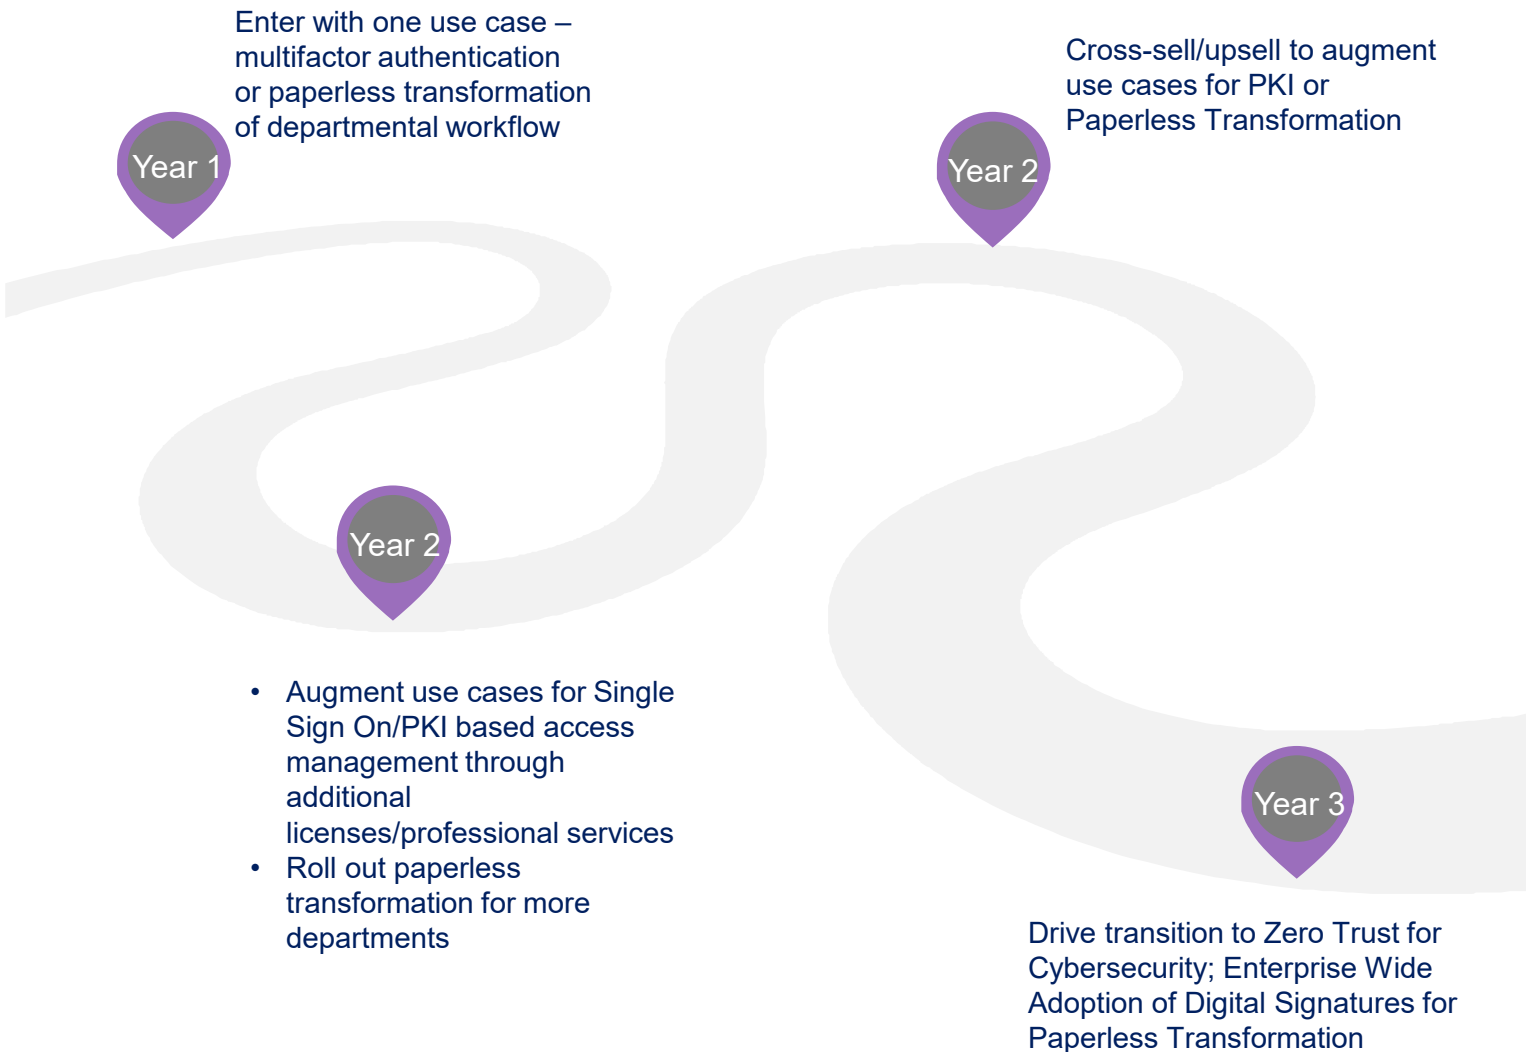 Enter with one use case –
multifactor authentication
or paperless transformation
of departmental workflow
Year 1
Cross-sell/upsell to augment
use cases for PKI or
Paperless Transformation
Year 2
Year 2
• Augment use cases for Single
Sign On/PKI based access
management through
additional
licenses/professional services
• Roll out paperless
transformation for more
departments
Year 3
Drive transition to Zero Trust for
Cybersecurity; Enterprise Wide
Adoption of Digital Signatures for
Paperless Transformation